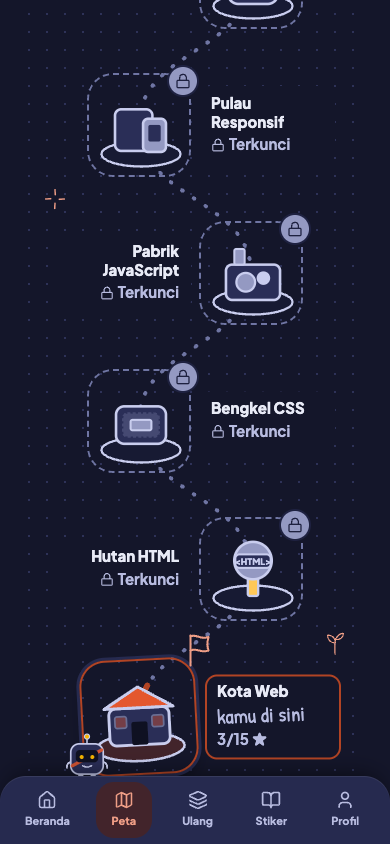 Pulau
Responsif
Terkunci
Pabrik
JavaScript
Terkunci
Bengkel CSS
Terkunci
Hutan HTML
Terkunci
<HTML>
Kota Web
kamu di sini
3/15
Beranda
Peta
Ulang
Stiker
Profil